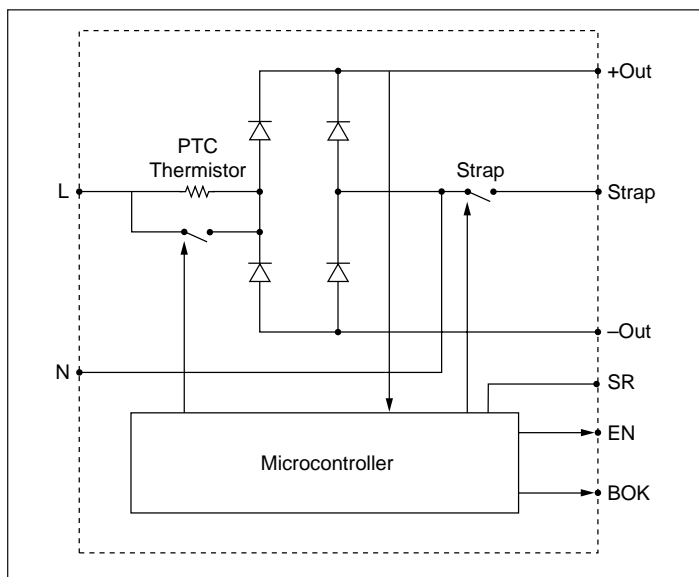 +Out
PTC
Thermistor
Strap
L
Strap
–Out
N
SR
EN
Microcontroller
BOK